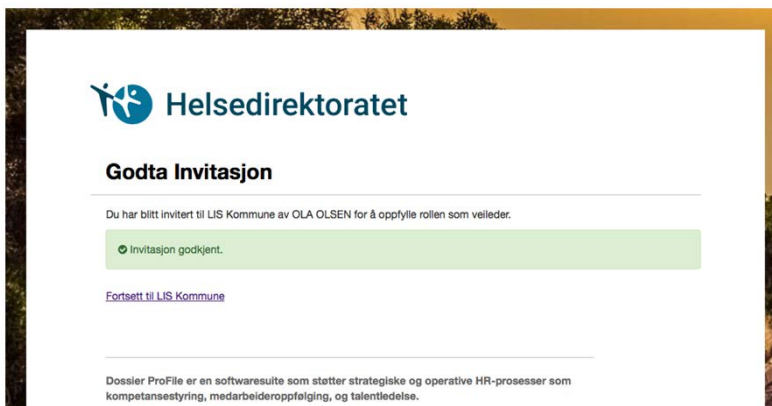 Helsedirektoratet
Godta Invitasjon
Du har blitt invitert til LIS Kommune av OLA OLSEN for å oppfylle rollen som veileder.
Invitasjon godkjent.
Fortsett til LIS Kommune
Dossier ProFile er en softwaresuite som støtter strategiske og operative HR-prosesser som
kompetansestyring, medarbeideroppfølging, og talentledelse.